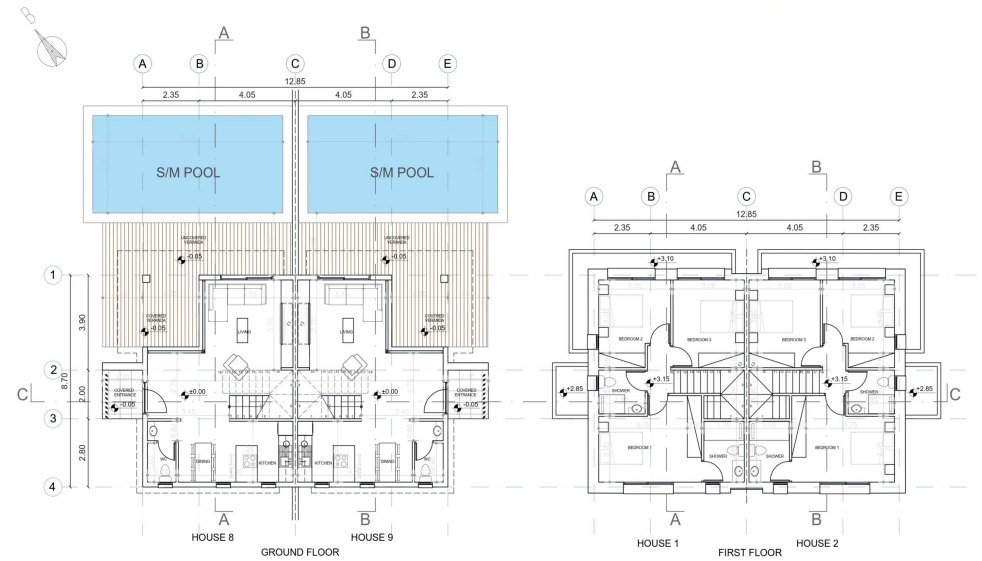 B
A
B
A
B
C
D
E
12.85
2.35
4.05
4.05
2.35
S/M POOL
S/M POOL
UNCOVERED
VERANDA
-0.05
UNCOVERED
VERANDA
-0.05
1
3.90
COVERED
VERANDA
-0.05
LIVING
LIVING
COVERED
VERANDA
-0.05
2
8.70
2.00
C
COVERED
ENTRANCE
-0.05
±0.00
±0.00
COVERED
ENTRANCE
-0.05
3
2.80
WC
DINING
KITCHEN
KITCHEN
DINING
4
A
B
HOUSE 8
HOUSE 9
GROUND FLOOR
A
B
A
B
C
D
E
12.85
2.35
4.05
4.05
2.35
+3.10
+3.10
BEDROOM 2
BEDROOM 3
BEDROOM 3
BEDROOM 2
+2.85
SHOWER
+3.15
+3.15
SHOWER
+2.85
C
BEDROOM 1
SHOWER
SHOWER
BEDROOM 1
A
B
HOUSE 1
HOUSE 2
FIRST FLOOR